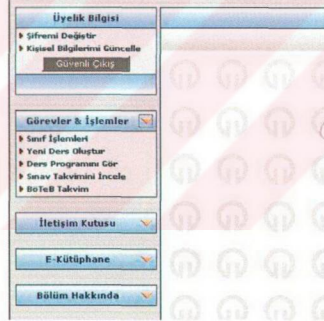 Üyelik Bilgisi
Şifremi Değiştir
Kişisel Bilgilerimi Güncelle
Güvenli Çıkış
Görevler & İşlemler
Sınıf İşlemleri
Yeni Ders Oluştur
Ders Programını Gör
Sınav Takvimini İncele
BöTeB Takvim
İletişim Kutusu
E-Kütüphane
Bölüm Hakkında